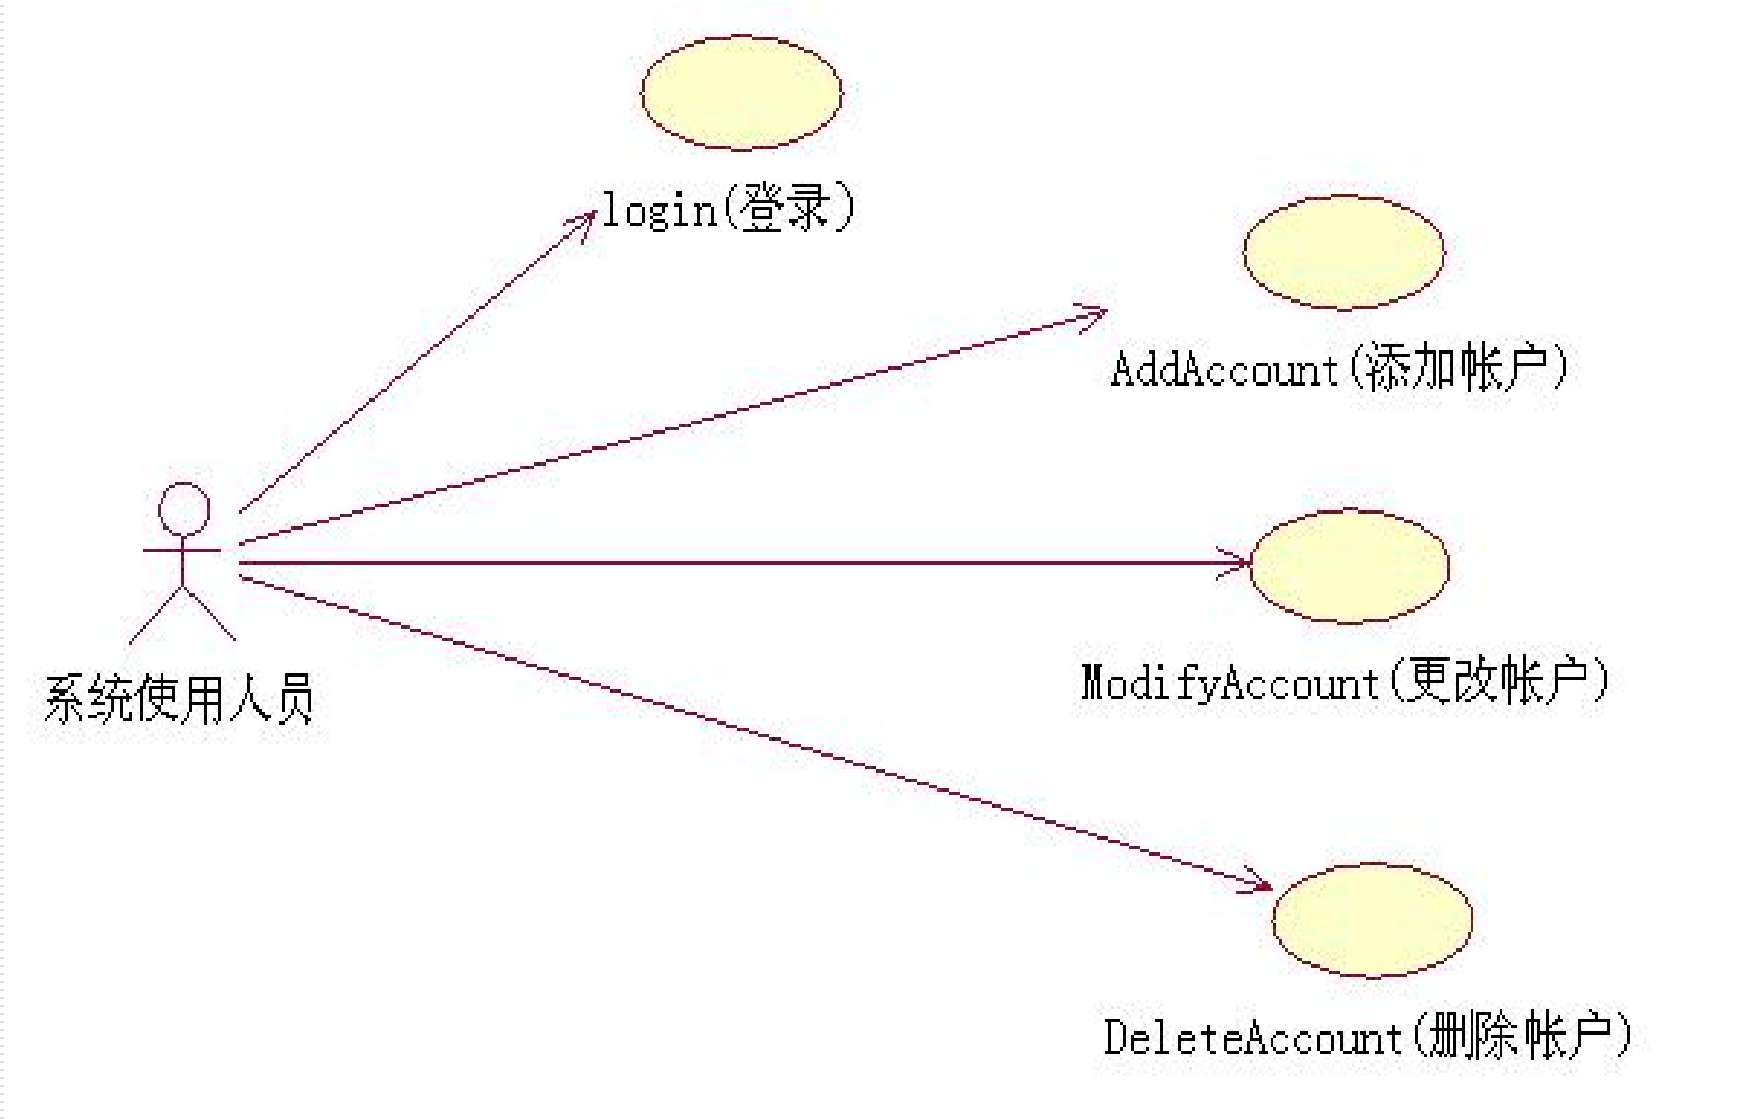 login(登录)
AddAccount(添加帐户)
系统使用人员
ModifyAccount(更改帐户)
DeleteAccount(删除帐户)